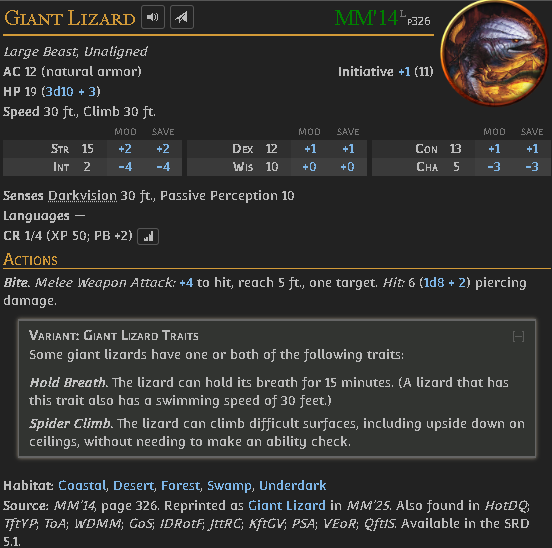 Giant Lizard MM'14 L p326
Large Beast, Unaligned
AC 12 (natural armor) Initiative +1 (11)
HP 19 (3d10 + 3)
Speed 30 ft., Climb 30 ft.
MOD SAVE MOD SAVE MOD SAVE
Str 15 +2 +2 Dex 12 +1 +1 Con 13 +1 +1
Int 2 −4 −4 Wis 10 +0 +0 Cha 5 −3 −3
Senses Darkvision 30 ft., Passive Perception 10
Languages —
CR 1/4 (XP 50; PB +2)
Actions
Bite. Melee Weapon Attack: +4 to hit, reach 5 ft., one target. Hit: 6 (1d8 + 2) piercing
damage.
Variant: Giant Lizard Traits [–]
Some giant lizards have one or both of the following traits:
Hold Breath. The lizard can hold its breath for 15 minutes. (A lizard that has
this trait also has a swimming speed of 30 feet.)
Spider Climb. The lizard can climb difficult surfaces, including upside down on
ceilings, without needing to make an ability check.
Habitat: Coastal, Desert, Forest, Swamp, Underdark
Source: MM'14, page 326. Reprinted as Giant Lizard in MM'25. Also found in HotDQ;
TftYP; ToA; WDMM; GoS; IDRotF; JttRC; KftGV; PSA; VEoR; QftIS. Available in the SRD
5.1.